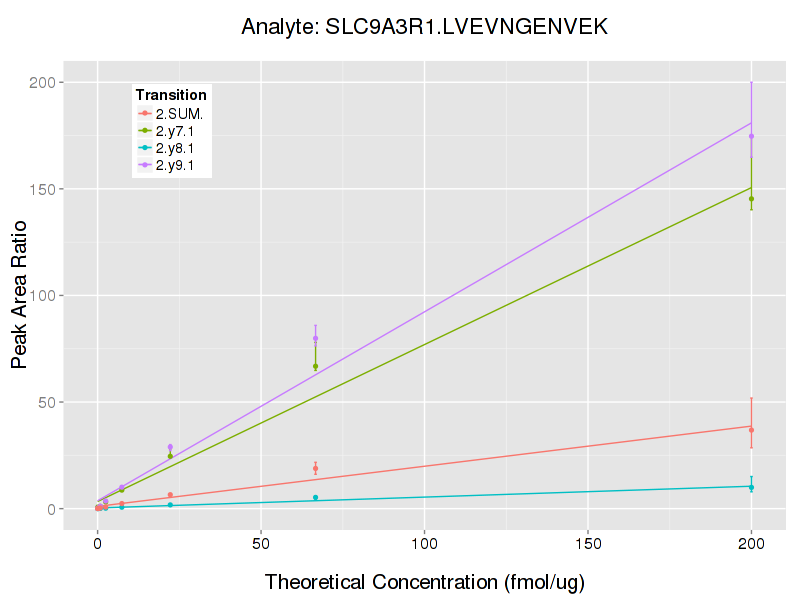 Analyte: SLC9A3R1.LVEVNGENVEK
Transition
2.SUM.
2.y7.1
2.y8.1
2.y9.1
200
150
100
50
0
Peak Area Ratio
0 50 100 150 200
Theoretical Concentration (fmol/ug)